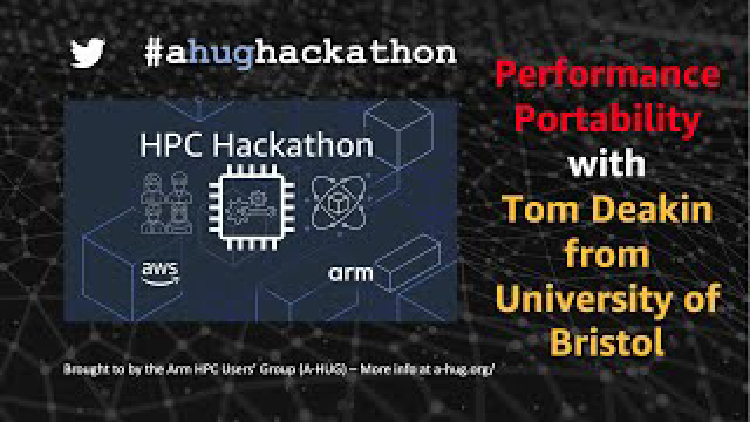 #ahughackathon
HPC Hackathon
aws
arm
Performance
Portability
with
Tom Deakin
from
University of
Bristol
Brought to by the Arm HPC Users' Group (A-HUG) – More info at a-hug.org/